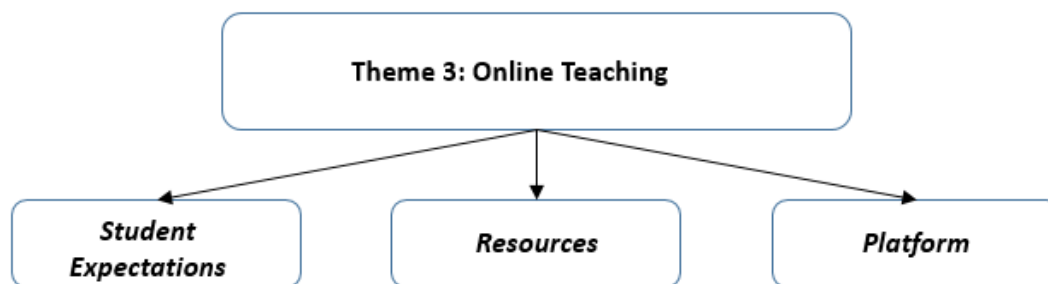 Theme 3: Online Teaching
Student
Expectations
Resources
Platform